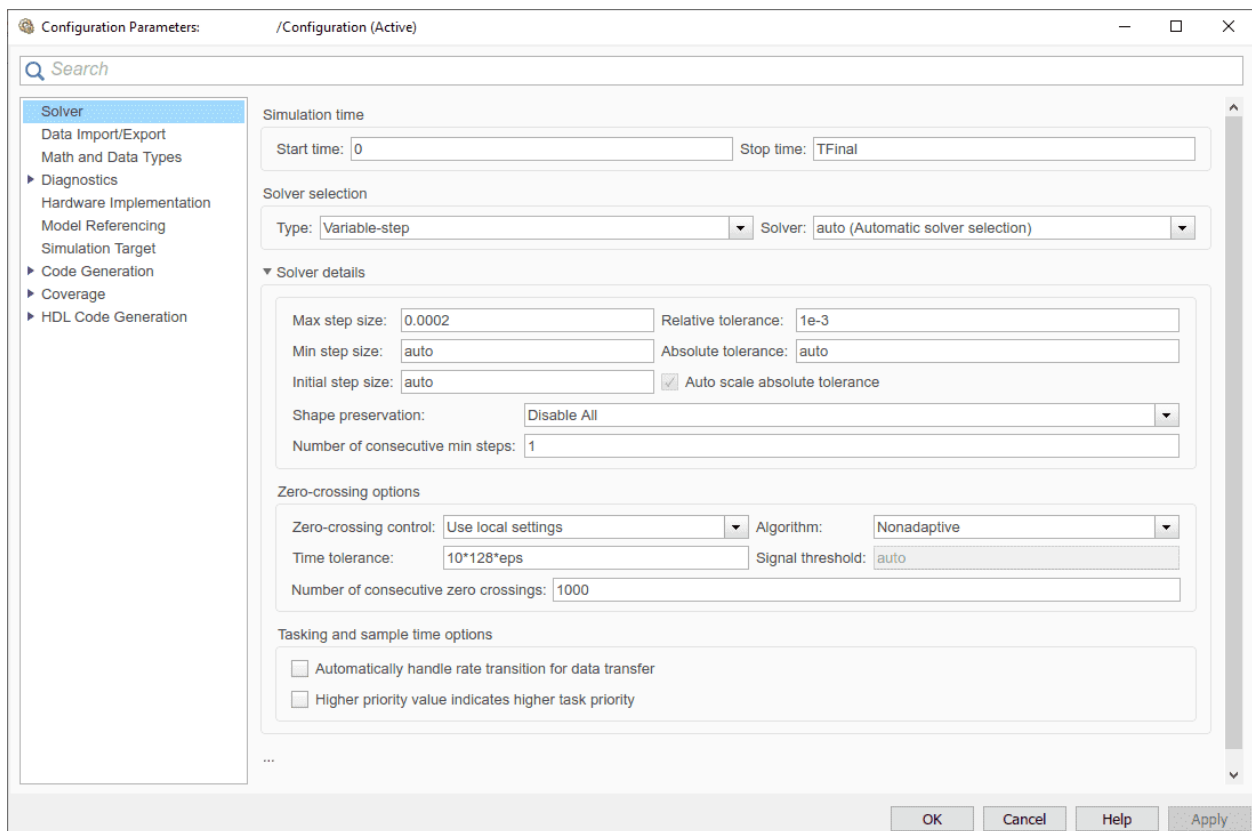 Configuration Parameters: /Configuration (Active)
Search
Solver
Data Import/Export
Math and Data Types
Diagnostics
Hardware Implementation
Model Referencing
Simulation Target
Code Generation
Coverage
HDL Code Generation
Simulation time
Start time: 0 Stop time: TFinal
Solver selection
Type: Variable-step Solver: auto (Automatic solver selection)
Solver details
Max step size: 0.0002 Relative tolerance: 1e-3
Min step size: auto Absolute tolerance: auto
Initial step size: auto Auto scale absolute tolerance
Shape preservation: Disable All
Number of consecutive min steps: 1
Zero-crossing options
Zero-crossing control: Use local settings Algorithm: Nonadaptive
Time tolerance: 10*128*eps Signal threshold: auto
Number of consecutive zero crossings: 1000
Tasking and sample time options
Automatically handle rate transition for data transfer
Higher priority value indicates higher task priority
...
OK Cancel Help Apply